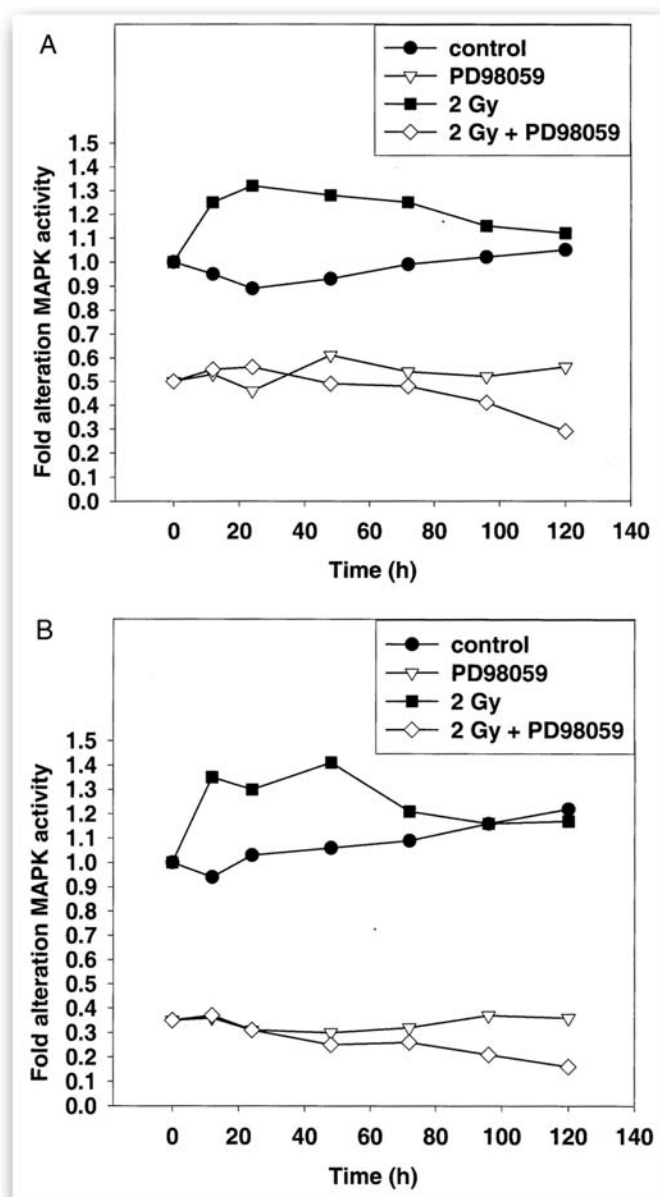 A
control
PD98059
2 Gy
2 Gy + PD98059
1.5
1.4
1.3
1.2
1.1
1.0
0.9
0.8
0.7
0.6
0.5
0.4
0.3
0.2
0.1
0.0
Fold alteration MAPK activity
0 20 40 60 80 100 120 140
Time (h)
B
control
PD98059
2 Gy
2 Gy + PD98059
1.5
1.4
1.3
1.2
1.1
1.0
0.9
0.8
0.7
0.6
0.5
0.4
0.3
0.2
0.1
0.0
Fold alteration MAPK activity
0 20 40 60 80 100 120 140
Time (h)